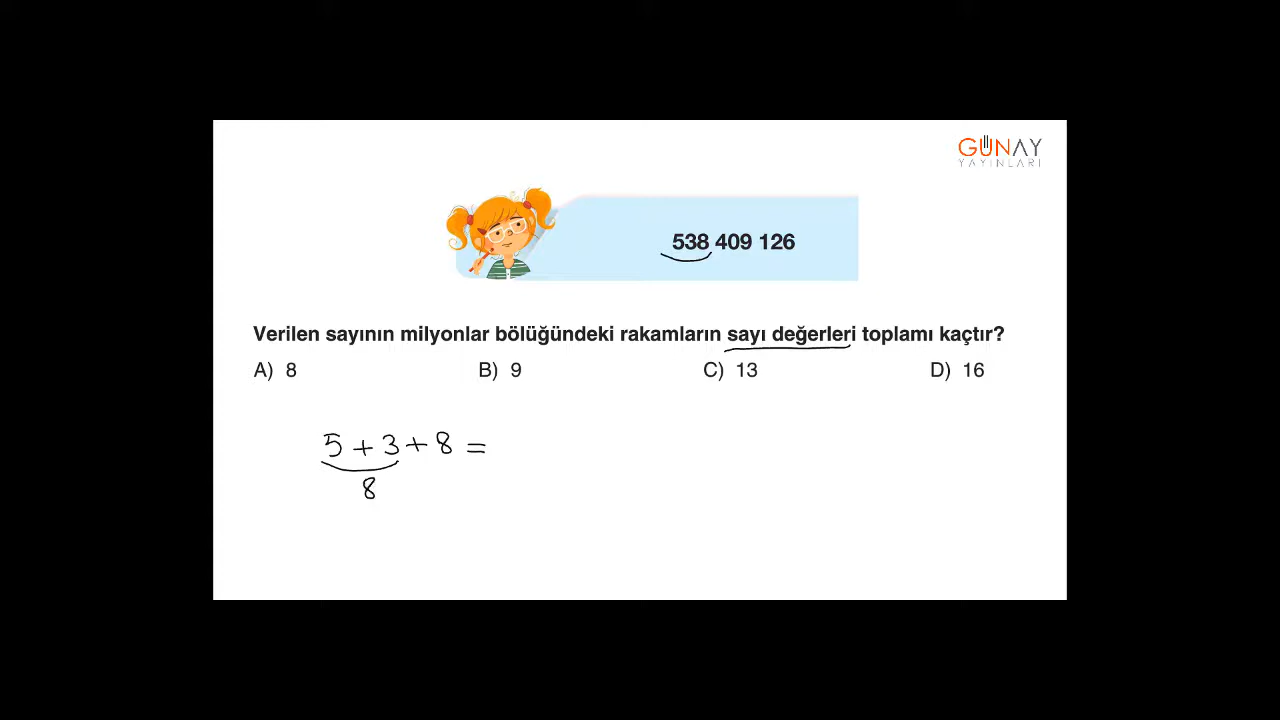 GÜNAY
YAYINLARI
538 409 126
Verilen sayının milyonlar bölüğündeki rakamların sayı değerleri toplamı kaçtır?
A) 8 B) 9 C) 13 D) 16
5 + 3 + 8 =
8